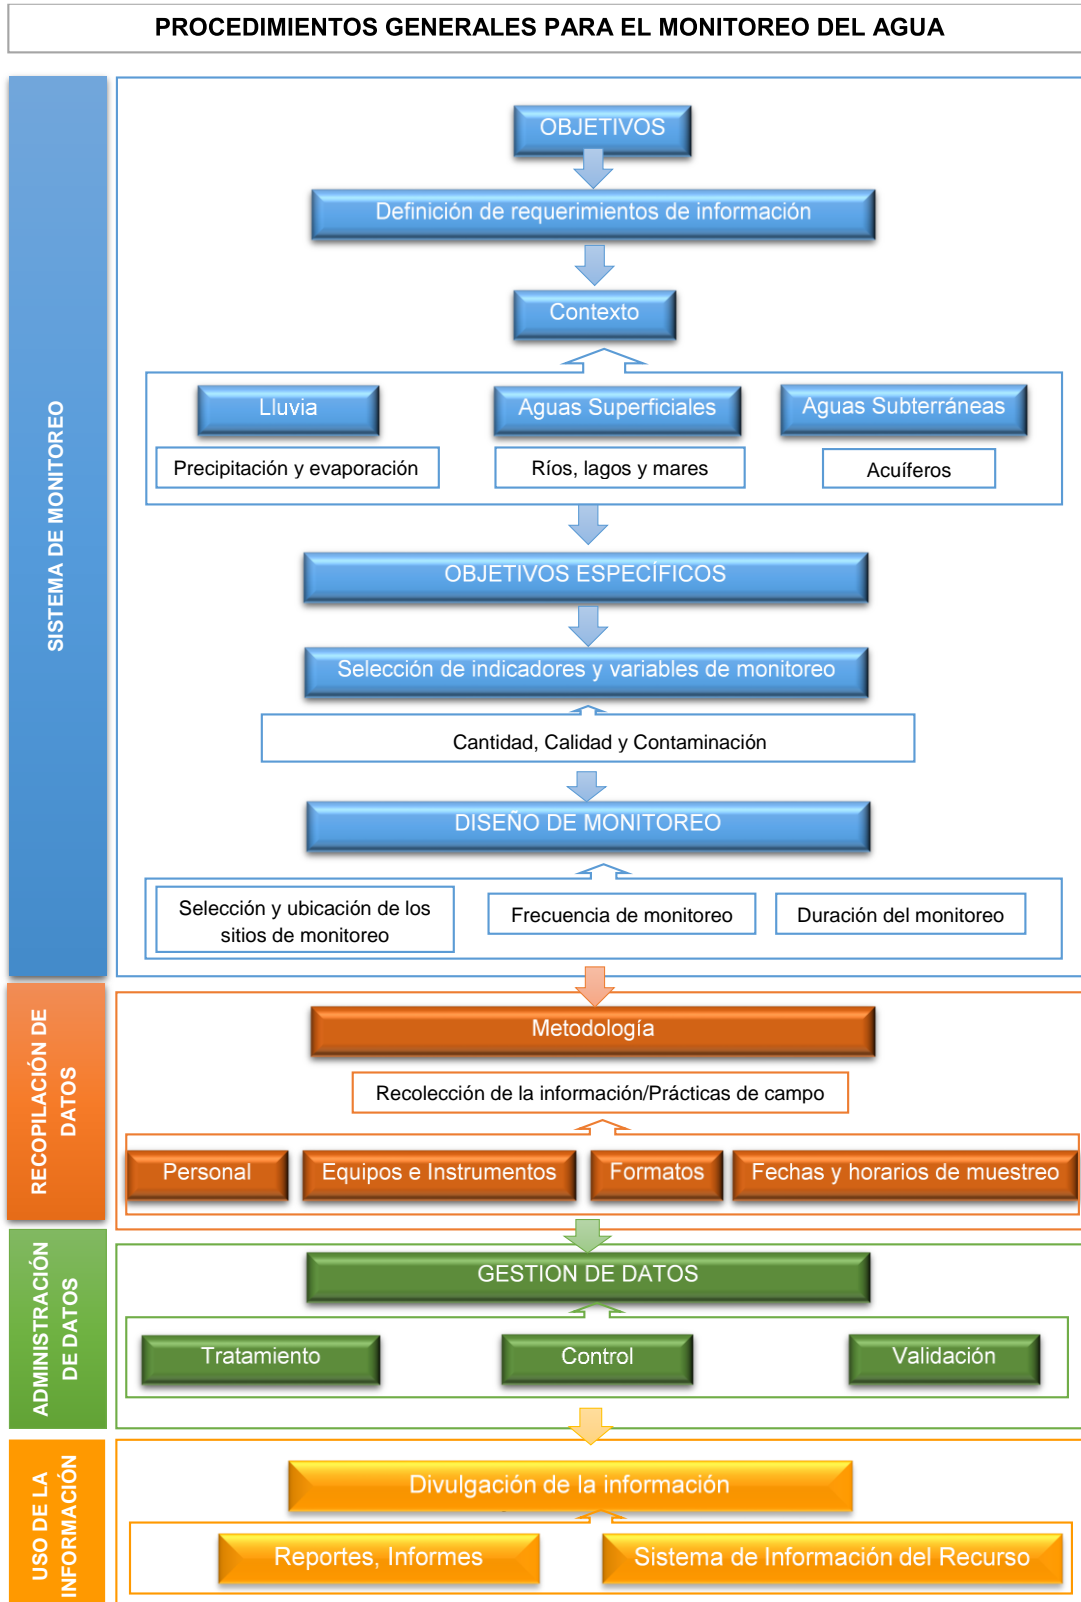 PROCEDIMIENTOS GENERALES PARA EL MONITOREO DEL AGUA
SISTEMA DE MONITOREO
OBJETIVOS
Definición de requerimientos de información
Contexto
Lluvia
Aguas Superficiales
Aguas Subterráneas
Precipitación y evaporación
Ríos, lagos y mares
Acuíferos
OBJETIVOS ESPECÍFICOS
Selección de indicadores y variables de monitoreo
Cantidad, Calidad y Contaminación
DISEÑO DE MONITOREO
Selección y ubicación de los
sitios de monitoreo
Frecuencia de monitoreo
Duración del monitoreo
RECOPILACIÓN DE
DATOS
Metodología
Recolección de la información/Prácticas de campo
Personal
Equipos e Instrumentos
Formatos
Fechas y horarios de muestreo
ADMINISTRACIÓN
DE DATOS
GESTION DE DATOS
Tratamiento
Control
Validación
USO DE LA
INFORMACIÓN
Divulgación de la información
Reportes, Informes
Sistema de Información del Recurso